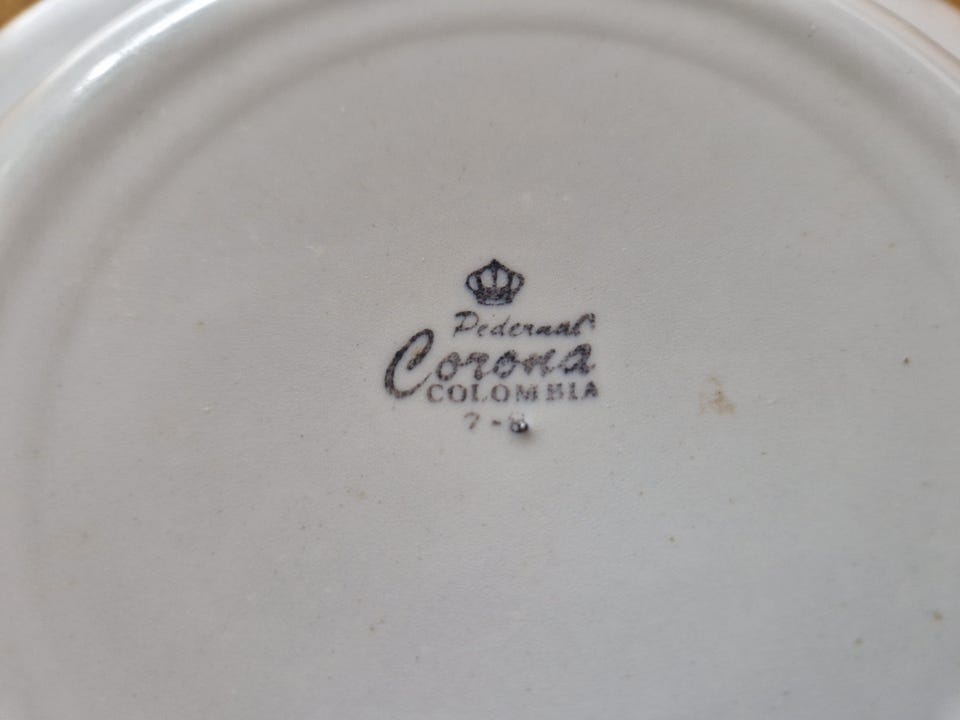 Pedernal
Corona
COLOMBIA
7-8